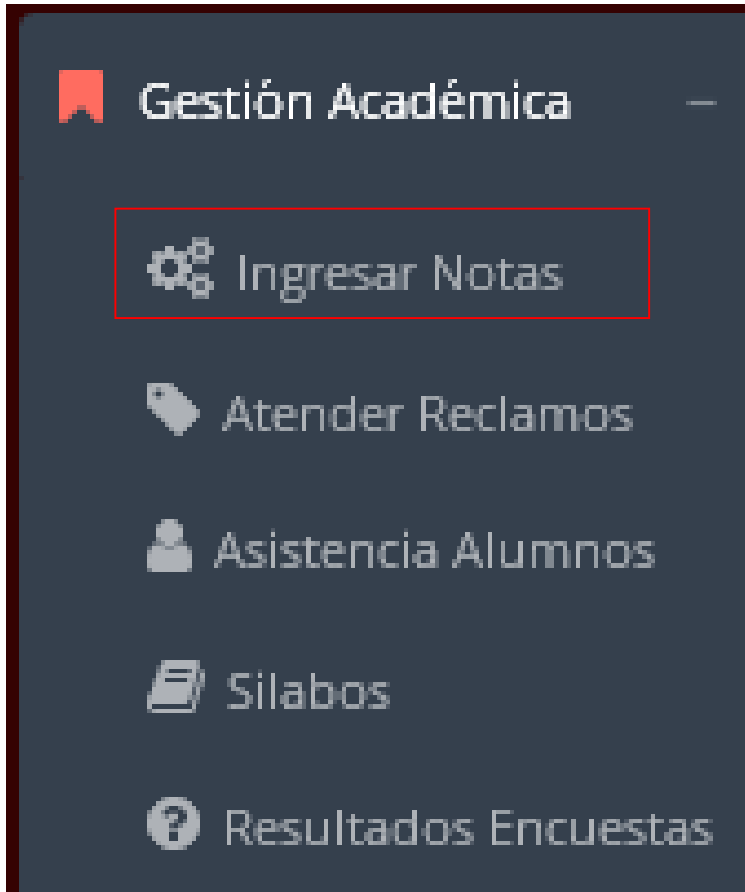 Gestión Académica
Ingresar Notas
Atender Reclamos
Asistencia Alumnos
Silabos
Resultados Encuestas